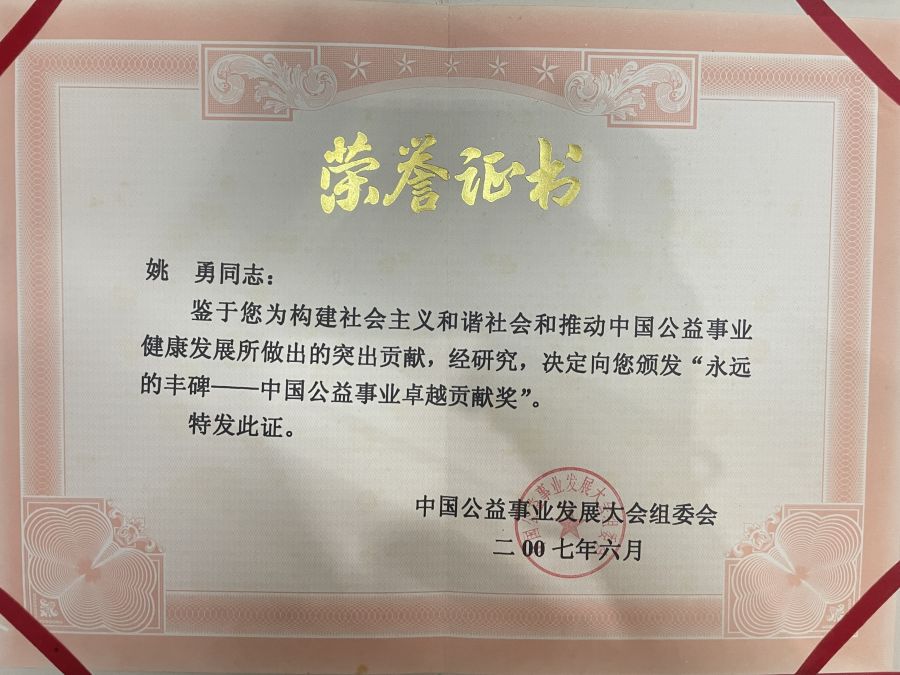 荣誉证书
姚　勇同志：
鉴于您为构建社会主义和谐社会和推动中国公益事业
健康发展所做出的突出贡献，经研究，决定向您颁发“永远
的丰碑——中国公益事业卓越贡献奖”。
特发此证。
中国公益事业发展大会组委会
二00七年六月